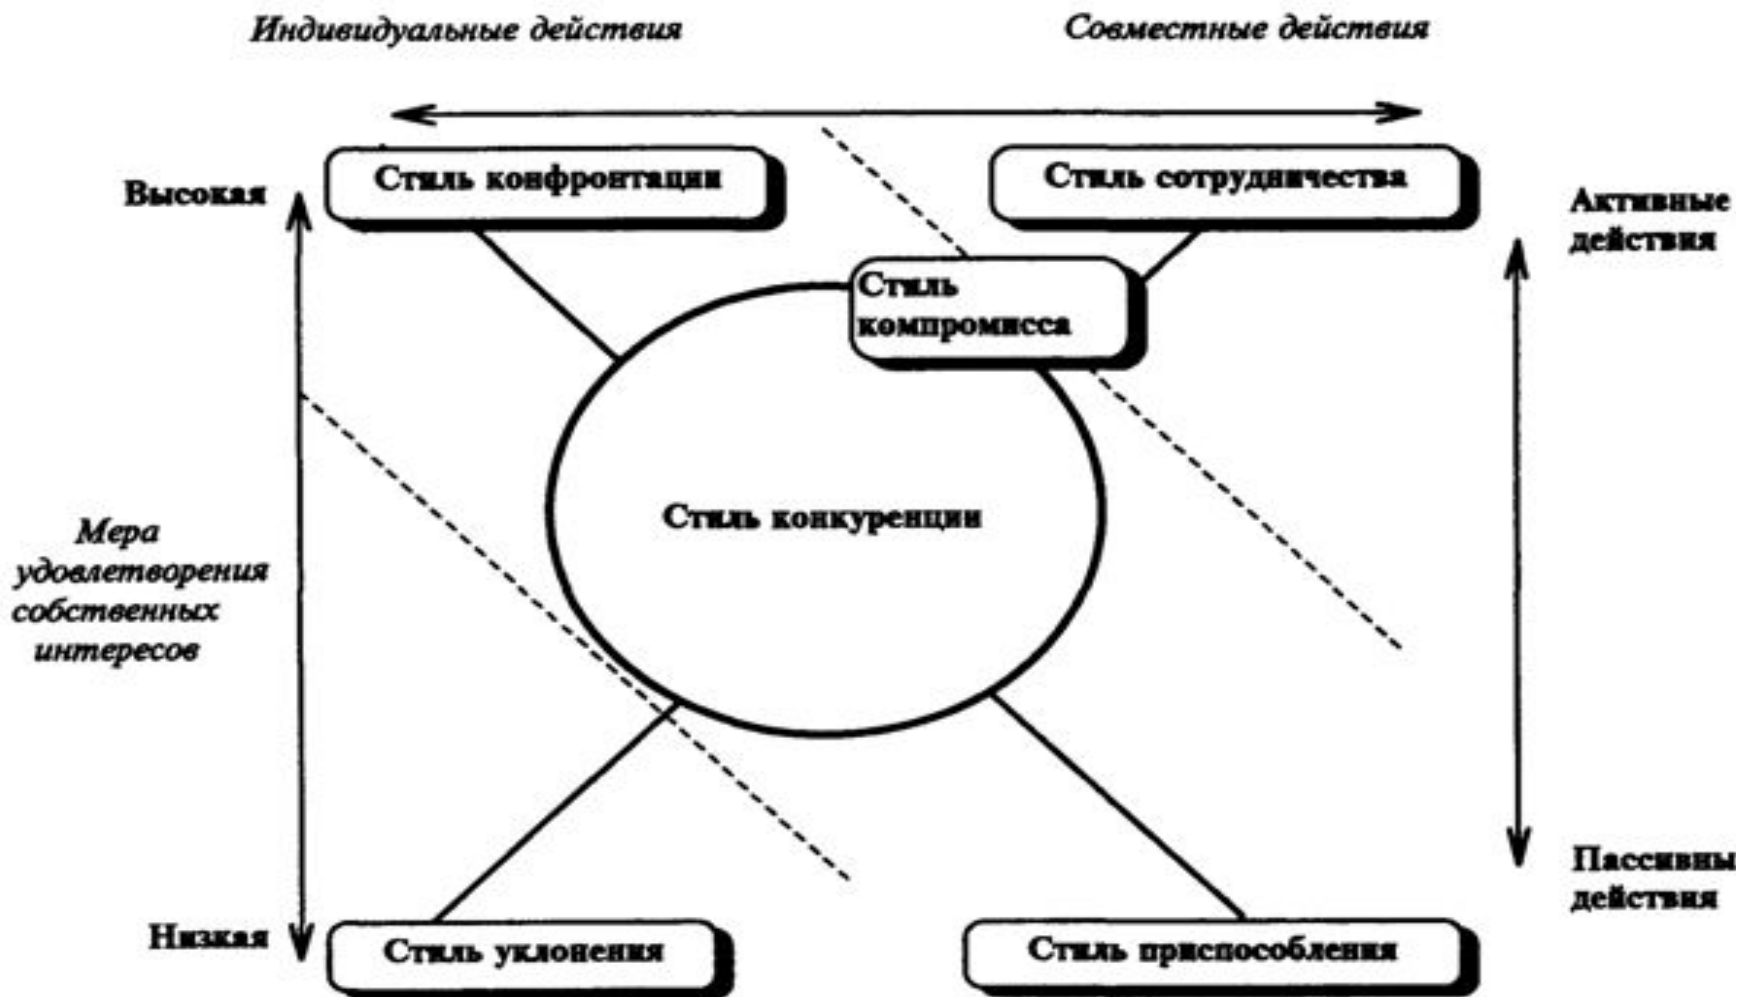 Индивидуальные действия
Совместные действия
Стиль конфронтации
Стиль сотрудничества
Высокая
Активные
действия
Стиль
компромисса
Стиль конкуренции
Мера
удовлетворения
собственных
интересов
Пассивны
действия
Низкая
Стиль уклонения
Стиль приспособления